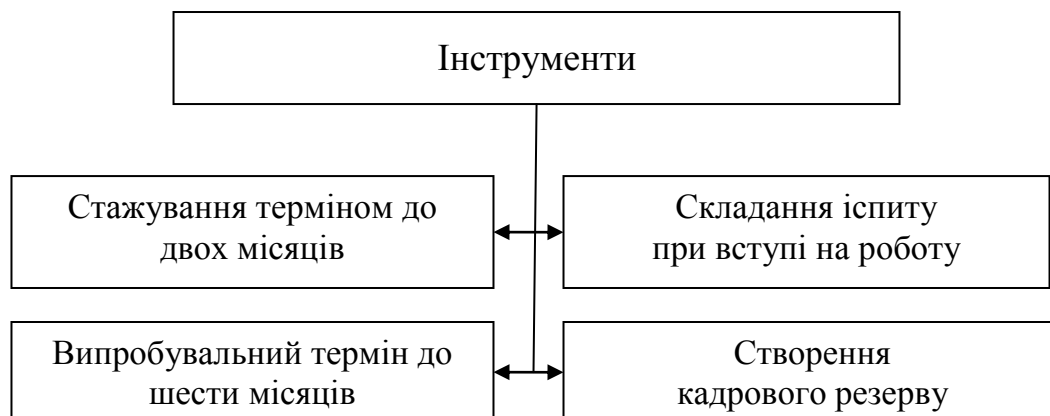 Інструменти
Стажування терміном до
двох місяців
Складання іспиту
при вступі на роботу
Випробувальний термін до
шести місяців
Створення
кадрового резерву